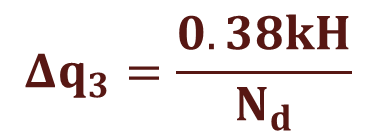 Δq₃ = 0.38kH / N_d